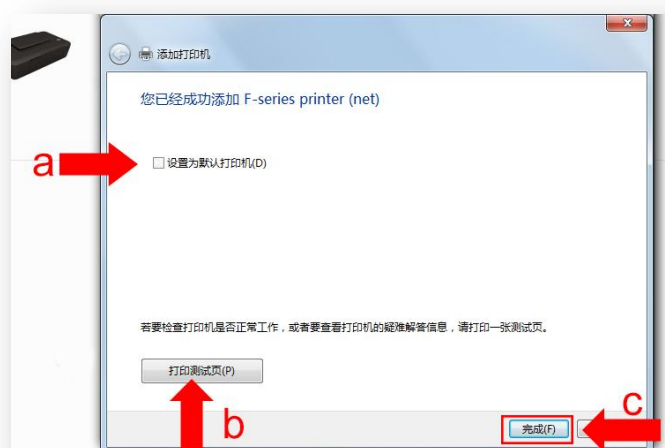 添加打印机
您已经成功添加 F-series printer (net)
a
设置为默认打印机(D)
若要检查打印机是否正常工作，或者要查看打印机的疑难解答信息，请打印一张测试页。
打印测试页(P)
b
完成(F)
c